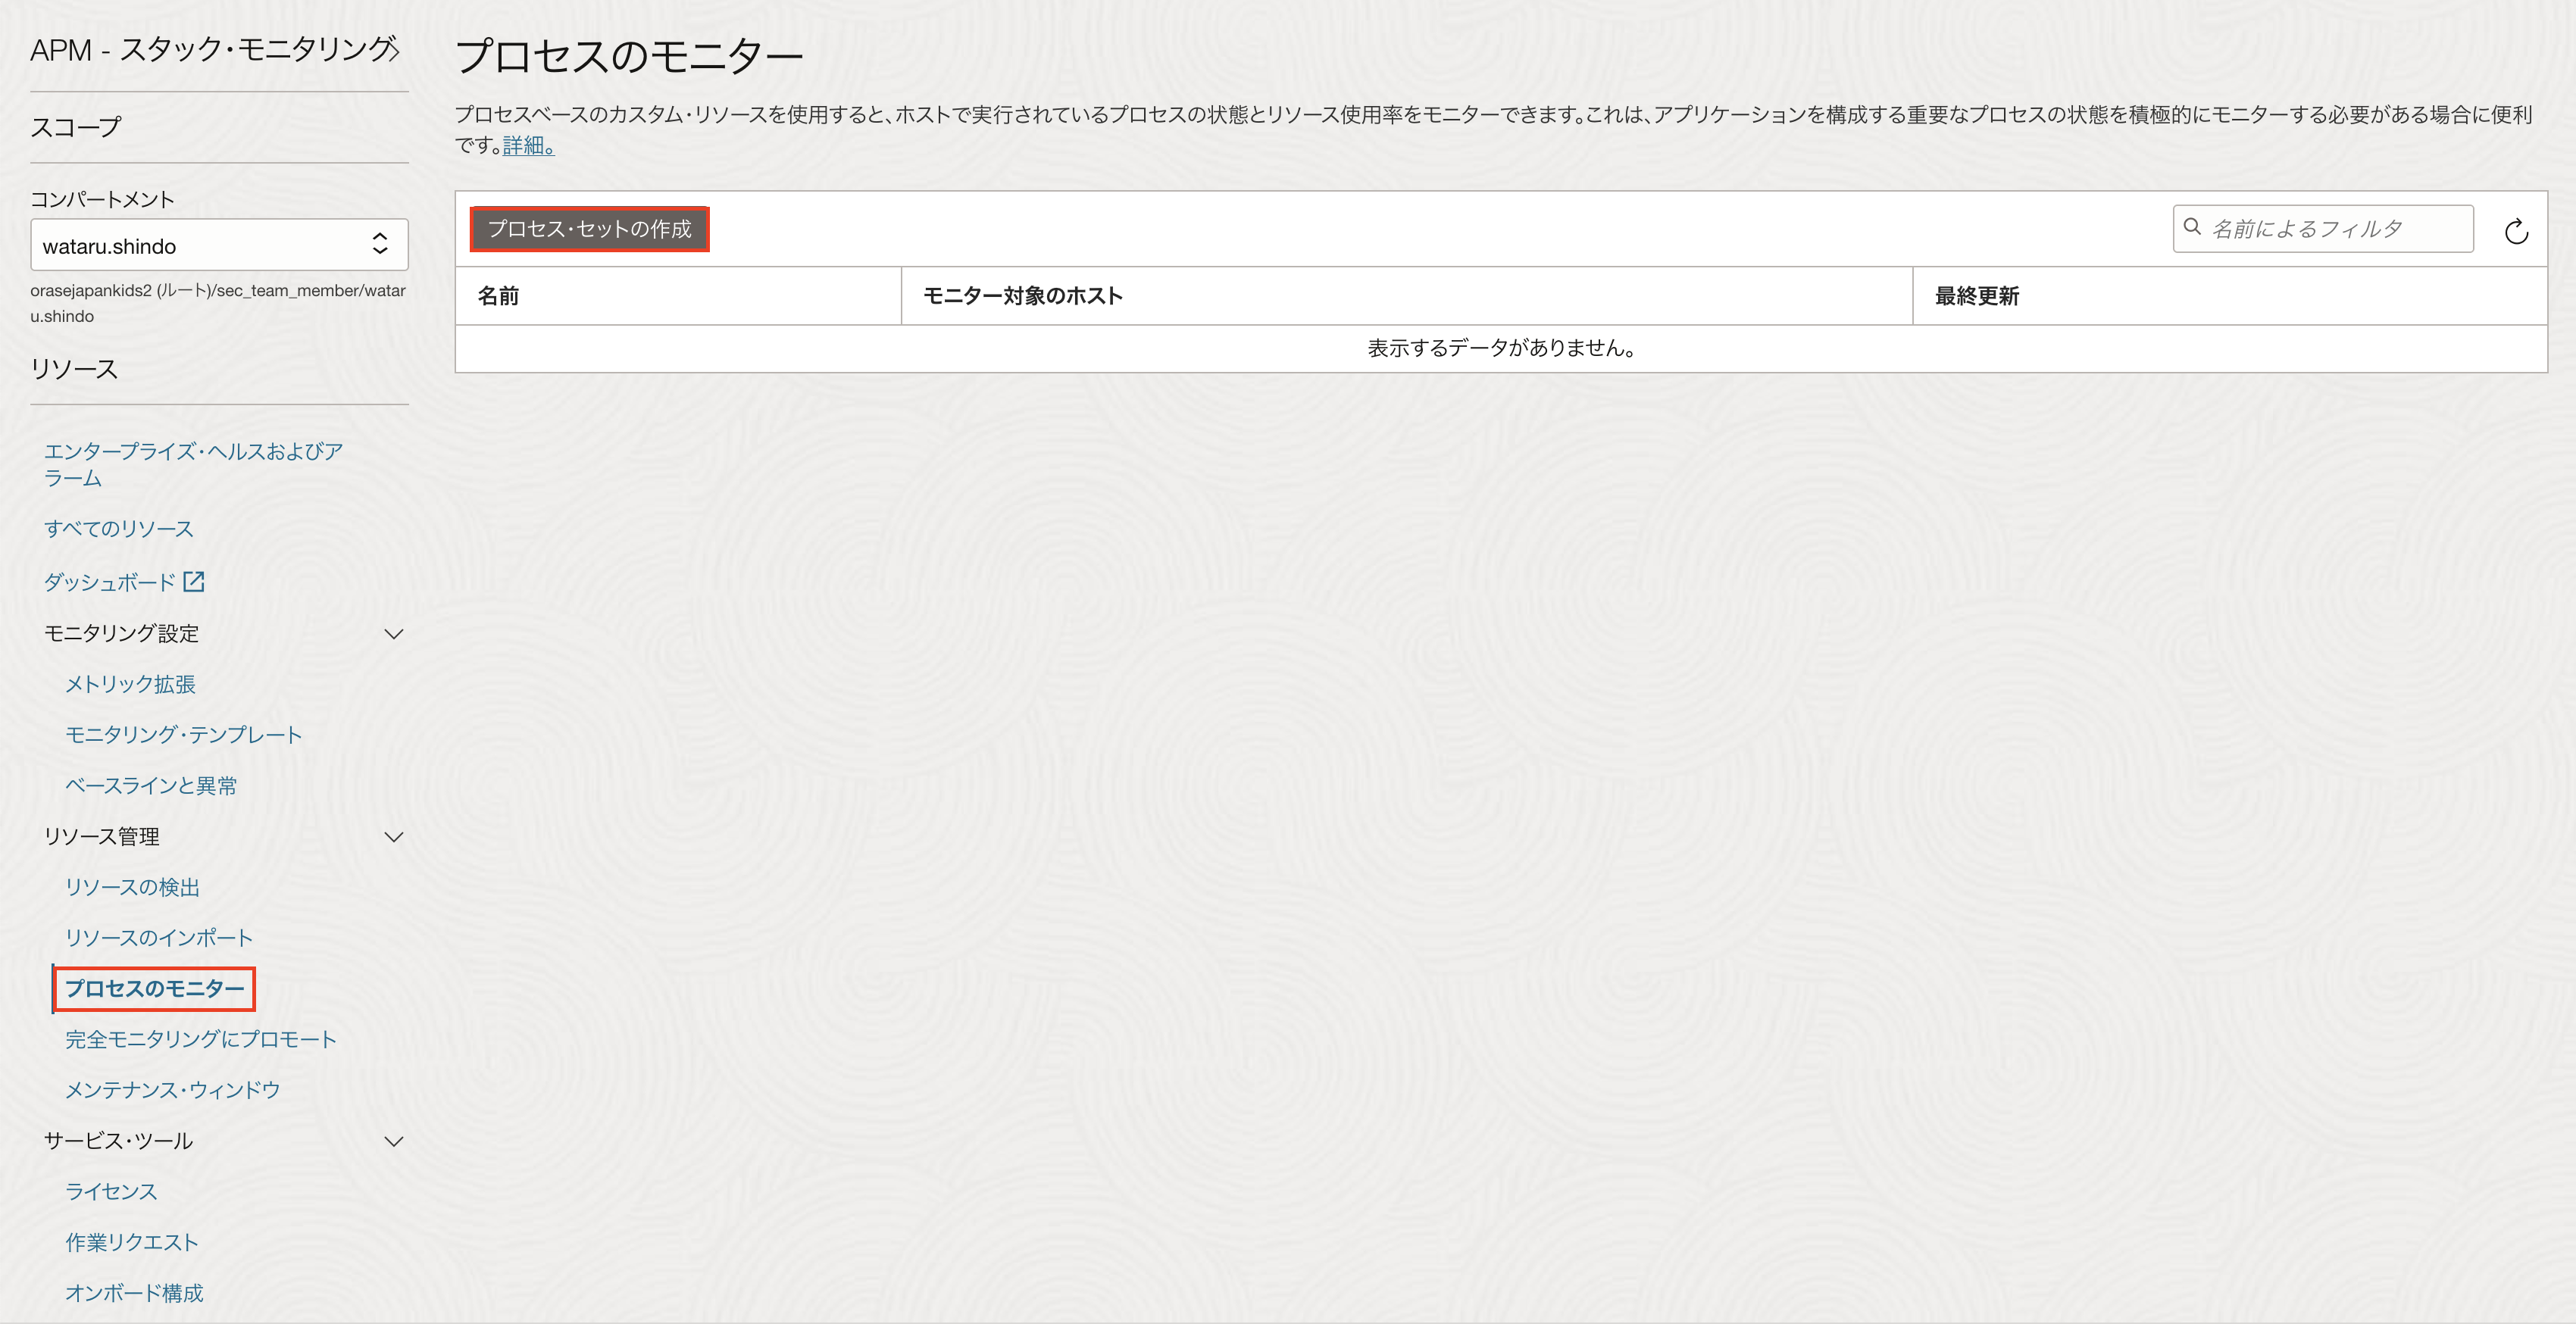 APM - スタック・モニタリング
スコープ
コンパートメント
wataru.shindo
orasejapankids2 (ルート)/sec_team_member/watar
u.shindo
リソース
エンタープライズ・ヘルスおよびア
ラーム
すべてのリソース
ダッシュボード
モニタリング設定
メトリック拡張
モニタリング・テンプレート
ベースラインと異常
リソース管理
リソースの検出
リソースのインポート
プロセスのモニター
完全モニタリングにプロモート
メンテナンス・ウィンドウ
サービス・ツール
ライセンス
作業リクエスト
オンボード構成
プロセスのモニター
プロセスベースのカスタム・リソースを使用すると、ホストで実行されているプロセスの状態とリソース使用率をモニターできます。これは、アプリケーションを構成する重要なプロセスの状態を積極的にモニターする必要がある場合に便利
です。詳細。
プロセス・セットの作成
名前によるフィルタ
名前 モニター対象のホスト 最終更新
表示するデータがありません。